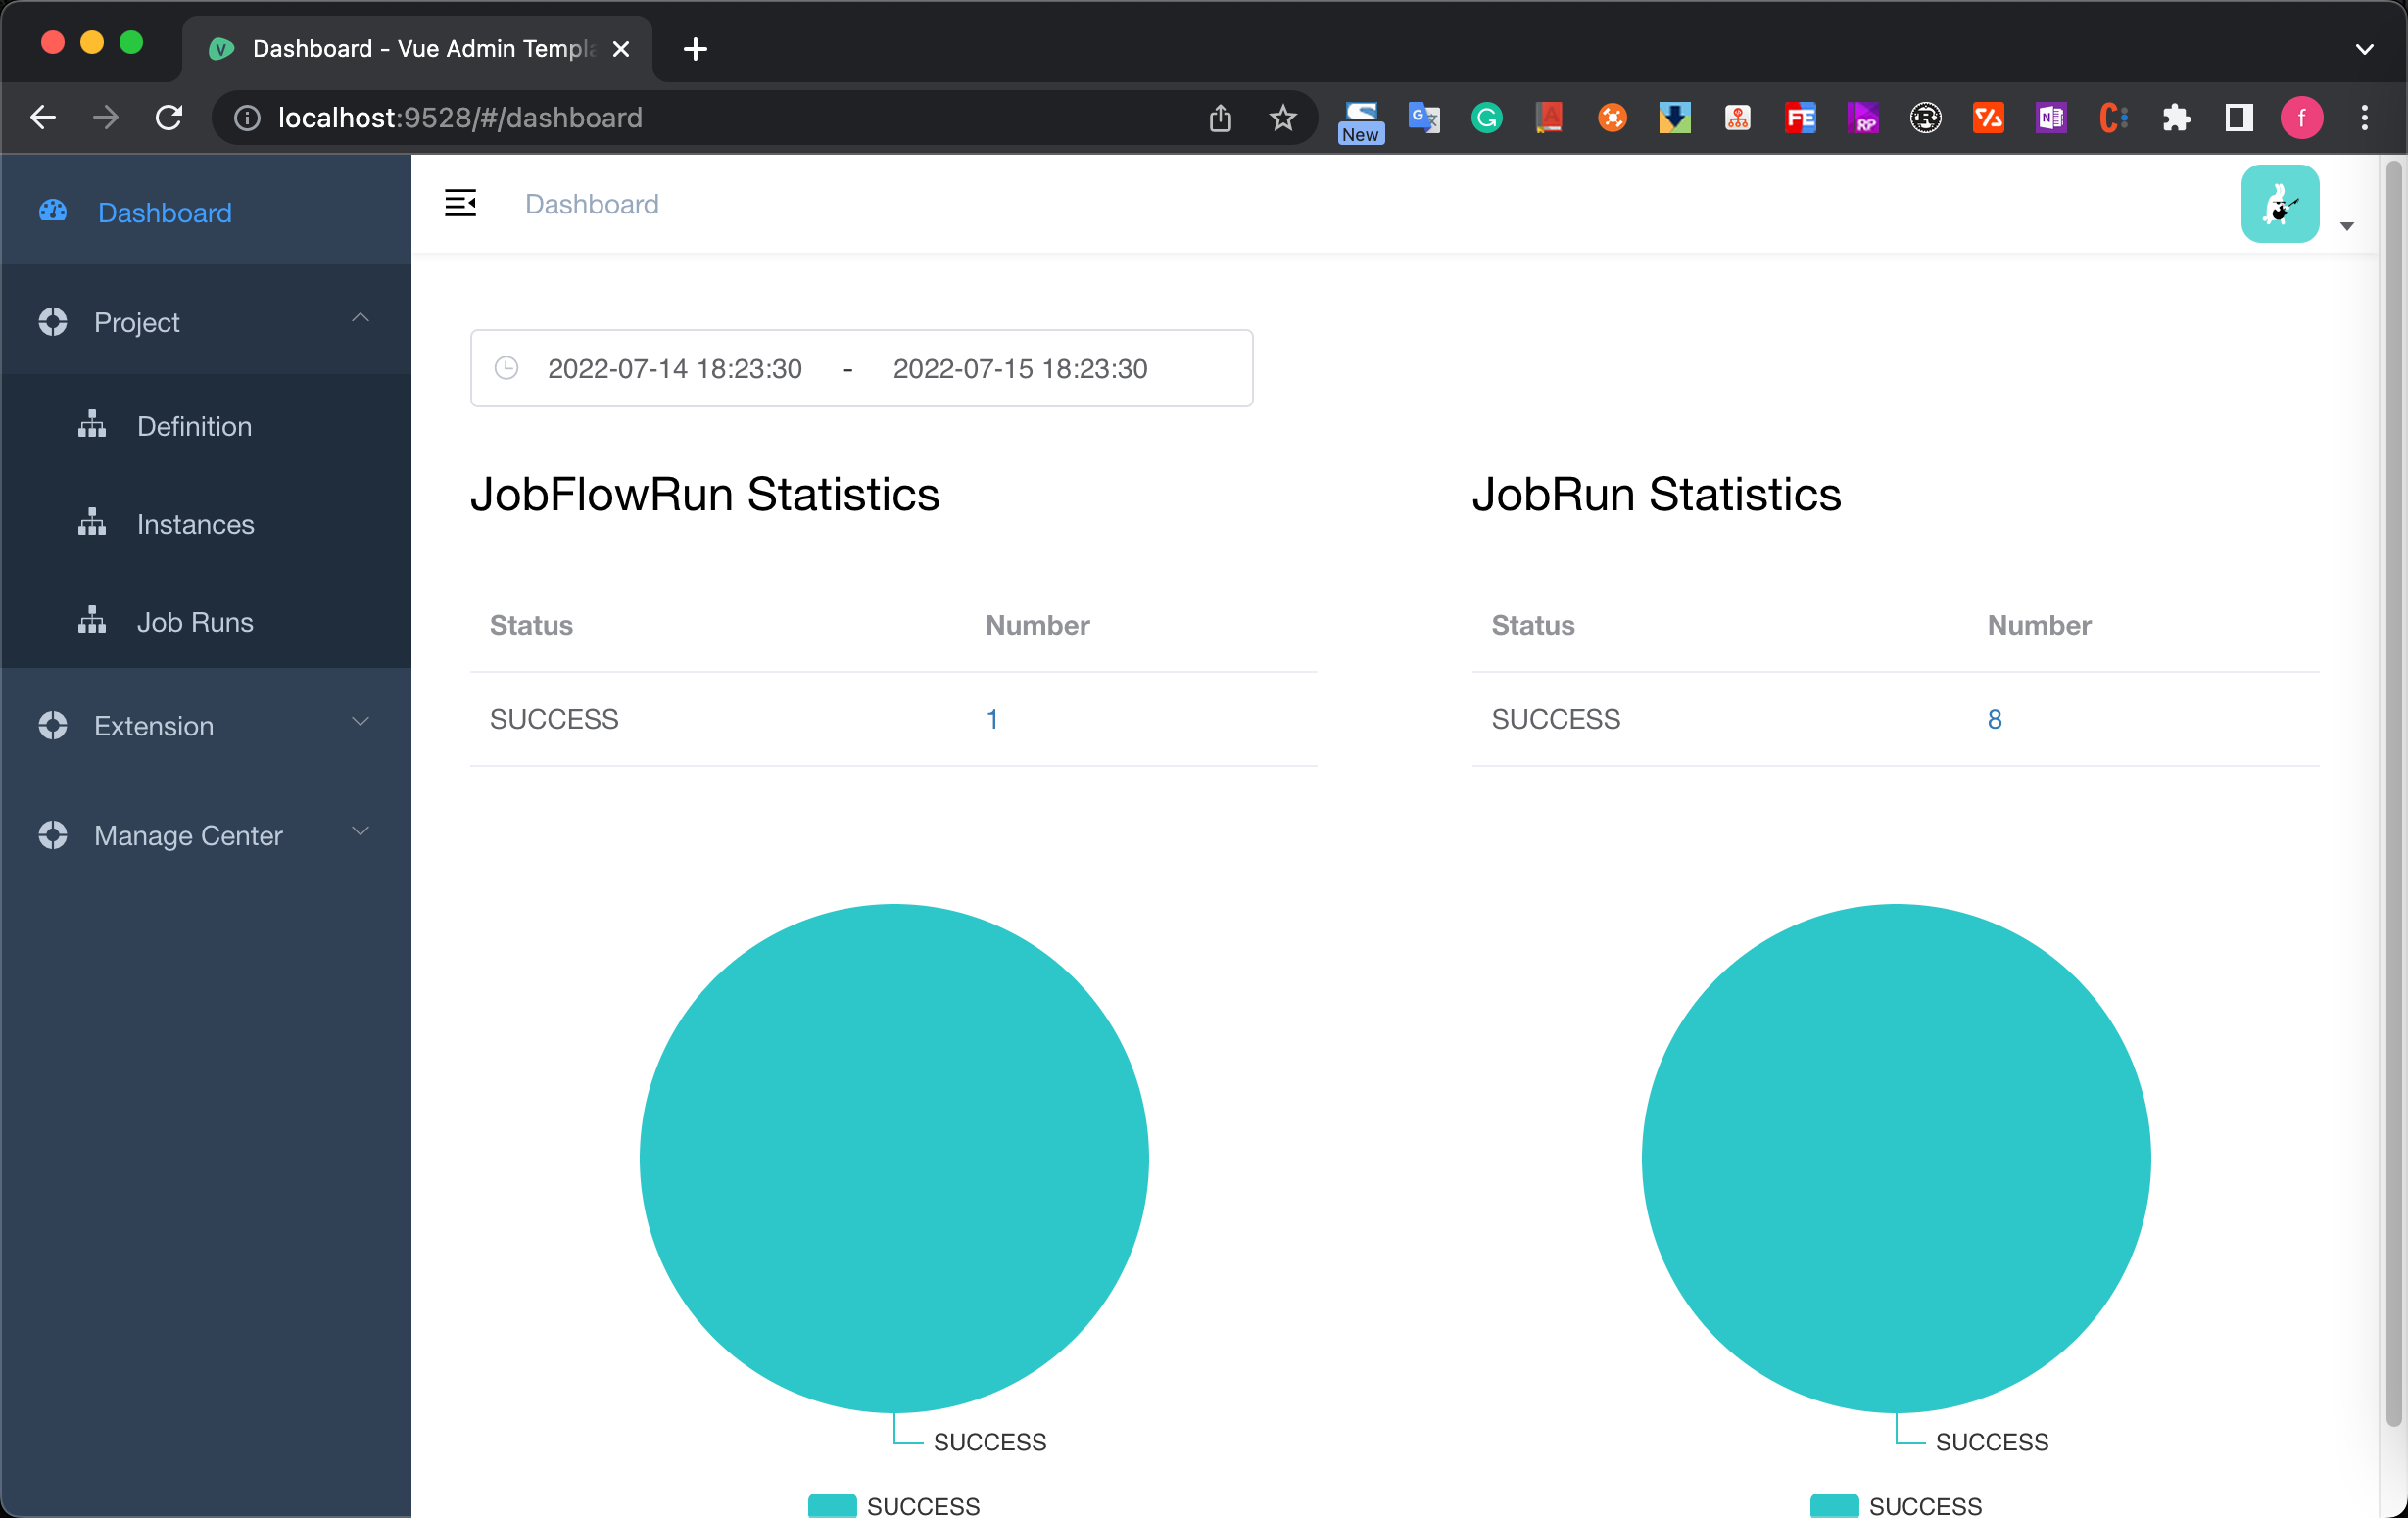 Dashboard - Vue Admin Templa
localhost:9528/#/dashboard
New
f
Dashboard
Project
Definition
Instances
Job Runs
Extension
Manage Center
Dashboard
2022-07-14 18:23:30 - 2022-07-15 18:23:30
JobFlowRun Statistics
Status Number
SUCCESS 1
SUCCESS
SUCCESS
JobRun Statistics
Status Number
SUCCESS 8
SUCCESS
SUCCESS